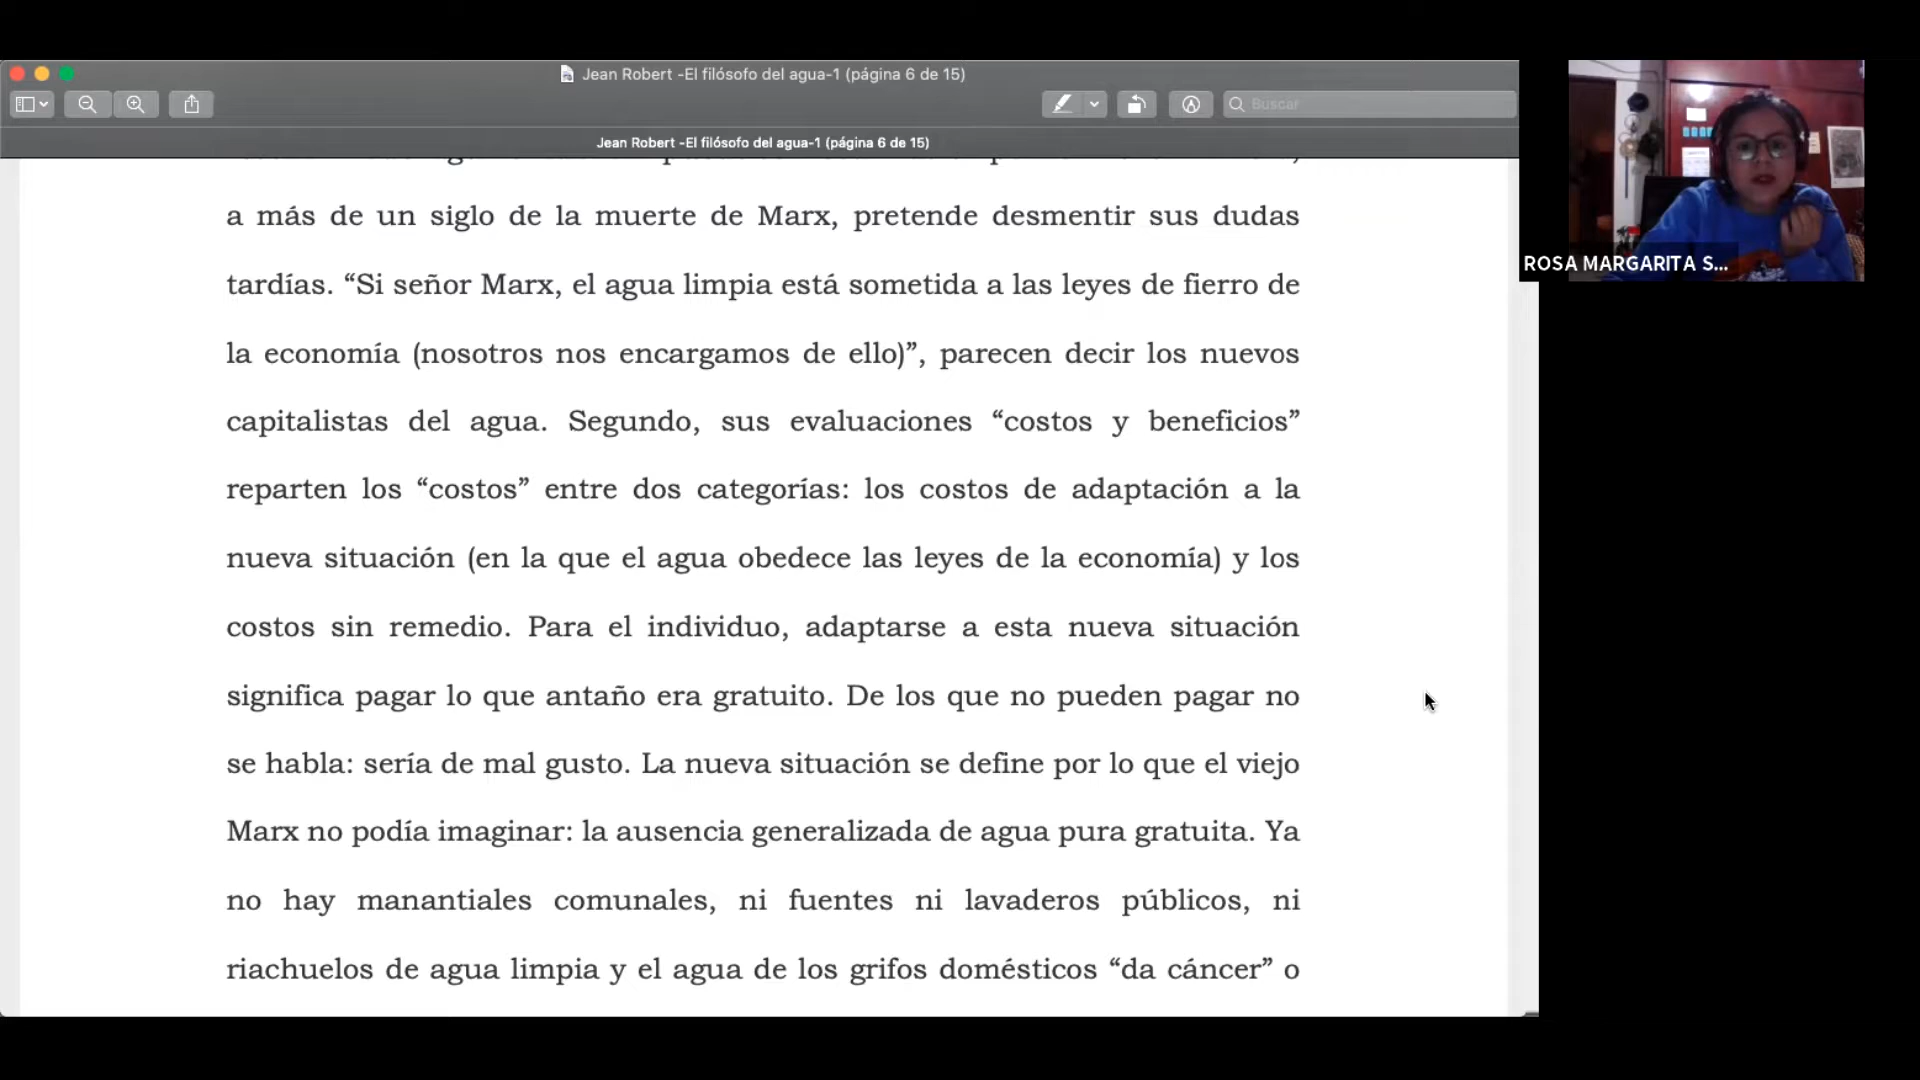 Jean Robert -El filósofo del agua-1 (página 6 de 15)
Buscar
Jean Robert -El filósofo del agua-1 (página 6 de 15)
a más de un siglo de la muerte de Marx, pretende desmentir sus dudas
tardías. “Si señor Marx, el agua limpia está sometida a las leyes de fierro de
la economía (nosotros nos encargamos de ello)”, parecen decir los nuevos
capitalistas del agua. Segundo, sus evaluaciones “costos y beneficios”
reparten los “costos” entre dos categorías: los costos de adaptación a la
nueva situación (en la que el agua obedece las leyes de la economía) y los
costos sin remedio. Para el individuo, adaptarse a esta nueva situación
significa pagar lo que antaño era gratuito. De los que no pueden pagar no
se habla: sería de mal gusto. La nueva situación se define por lo que el viejo
Marx no podía imaginar: la ausencia generalizada de agua pura gratuita. Ya
no hay manantiales comunales, ni fuentes ni lavaderos públicos, ni
riachuelos de agua limpia y el agua de los grifos domésticos “da cáncer” o
ROSA MARGARITA S...